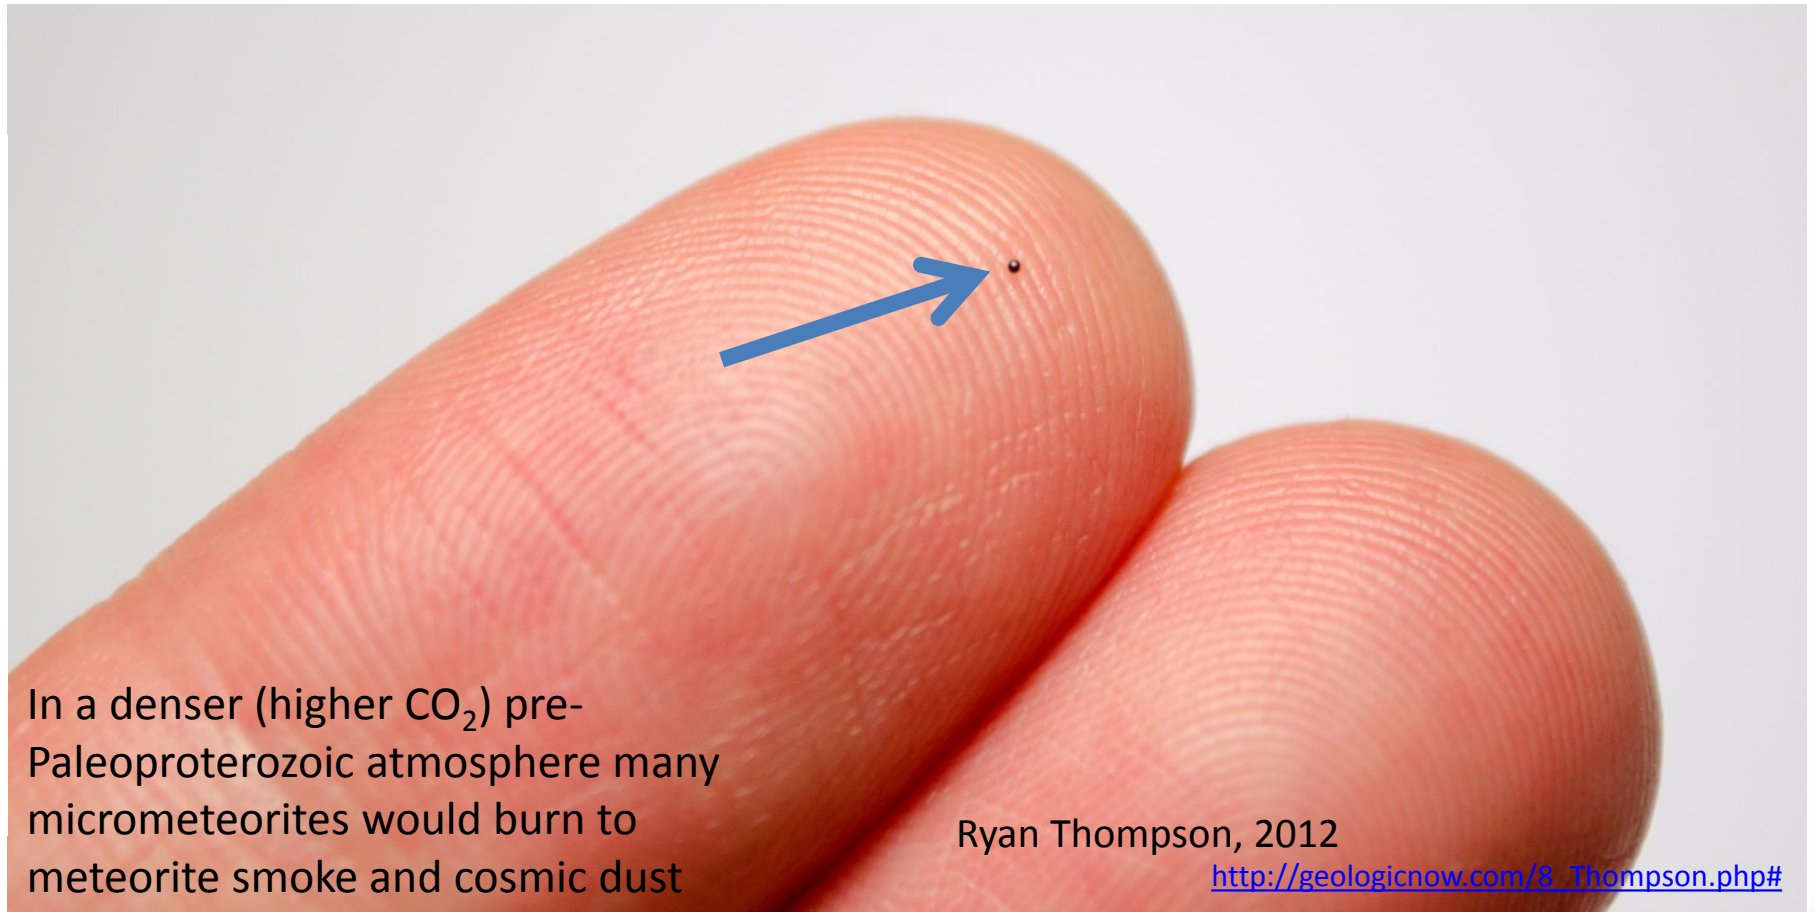 In a denser (higher CO₂) pre-
Paleoproterozoic atmosphere many
micrometeorites would burn to
meteorite smoke and cosmic dust
Ryan Thompson, 2012
http://geologicnow.com/8_Thompson.php#